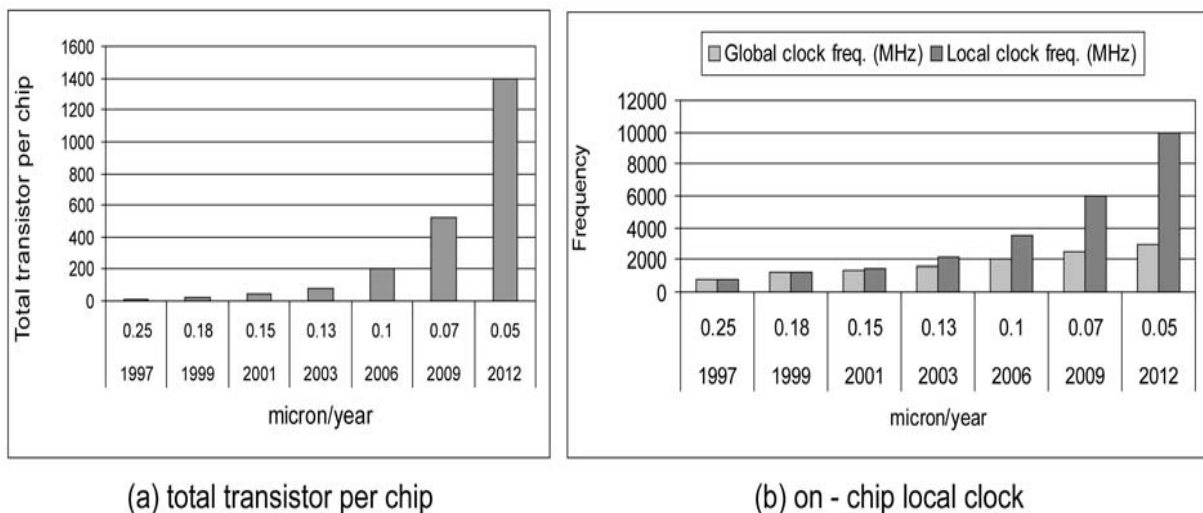 Total transistor per chip
1600
1400
1200
1000
800
600
400
200
0
0.25 0.18 0.15 0.13 0.1 0.07 0.05
1997 1999 2001 2003 2006 2009 2012
micron/year
(a) total transistor per chip
Global clock freq. (MHz) Local clock freq. (MHz)
Frequency
12000
10000
8000
6000
4000
2000
0
0.25 0.18 0.15 0.13 0.1 0.07 0.05
1997 1999 2001 2003 2006 2009 2012
micron/year
(b) on - chip local clock